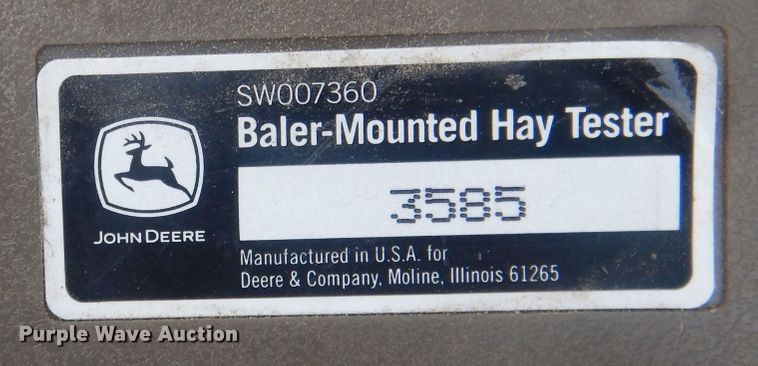 SW007360
Baler-Mounted Hay Tester
3585
JOHN DEERE
Manufactured in U.S.A. for
Deere & Company, Moline, Illinois 61265
Purple Wave Auction